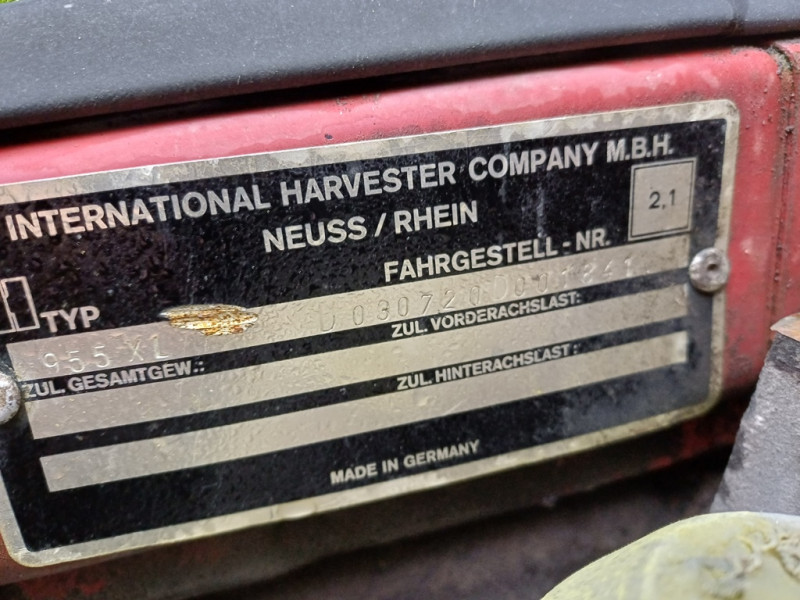 INTERNATIONAL HARVESTER COMPANY M.B.H.
NEUSS / RHEIN
2,1
FAHRGESTELL - NR.
TYP
955 XL
ZUL. VORDERACHSLAST:
ZUL. GESAMTGEW.:
ZUL. HINTERACHSLAST :
MADE IN GERMANY